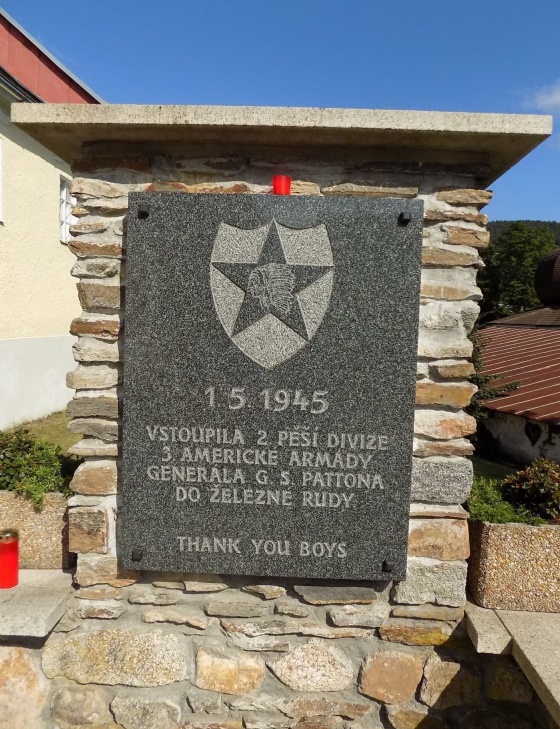 1 5 1945
VSTOUPILA 2 PĚŠÍ DIVIZE
3 AMERICKÉ ARMÁDY
GENERÁLA G. S. PATTONA
DO ŽELEZNÉ RUDY
THANK YOU BOYS